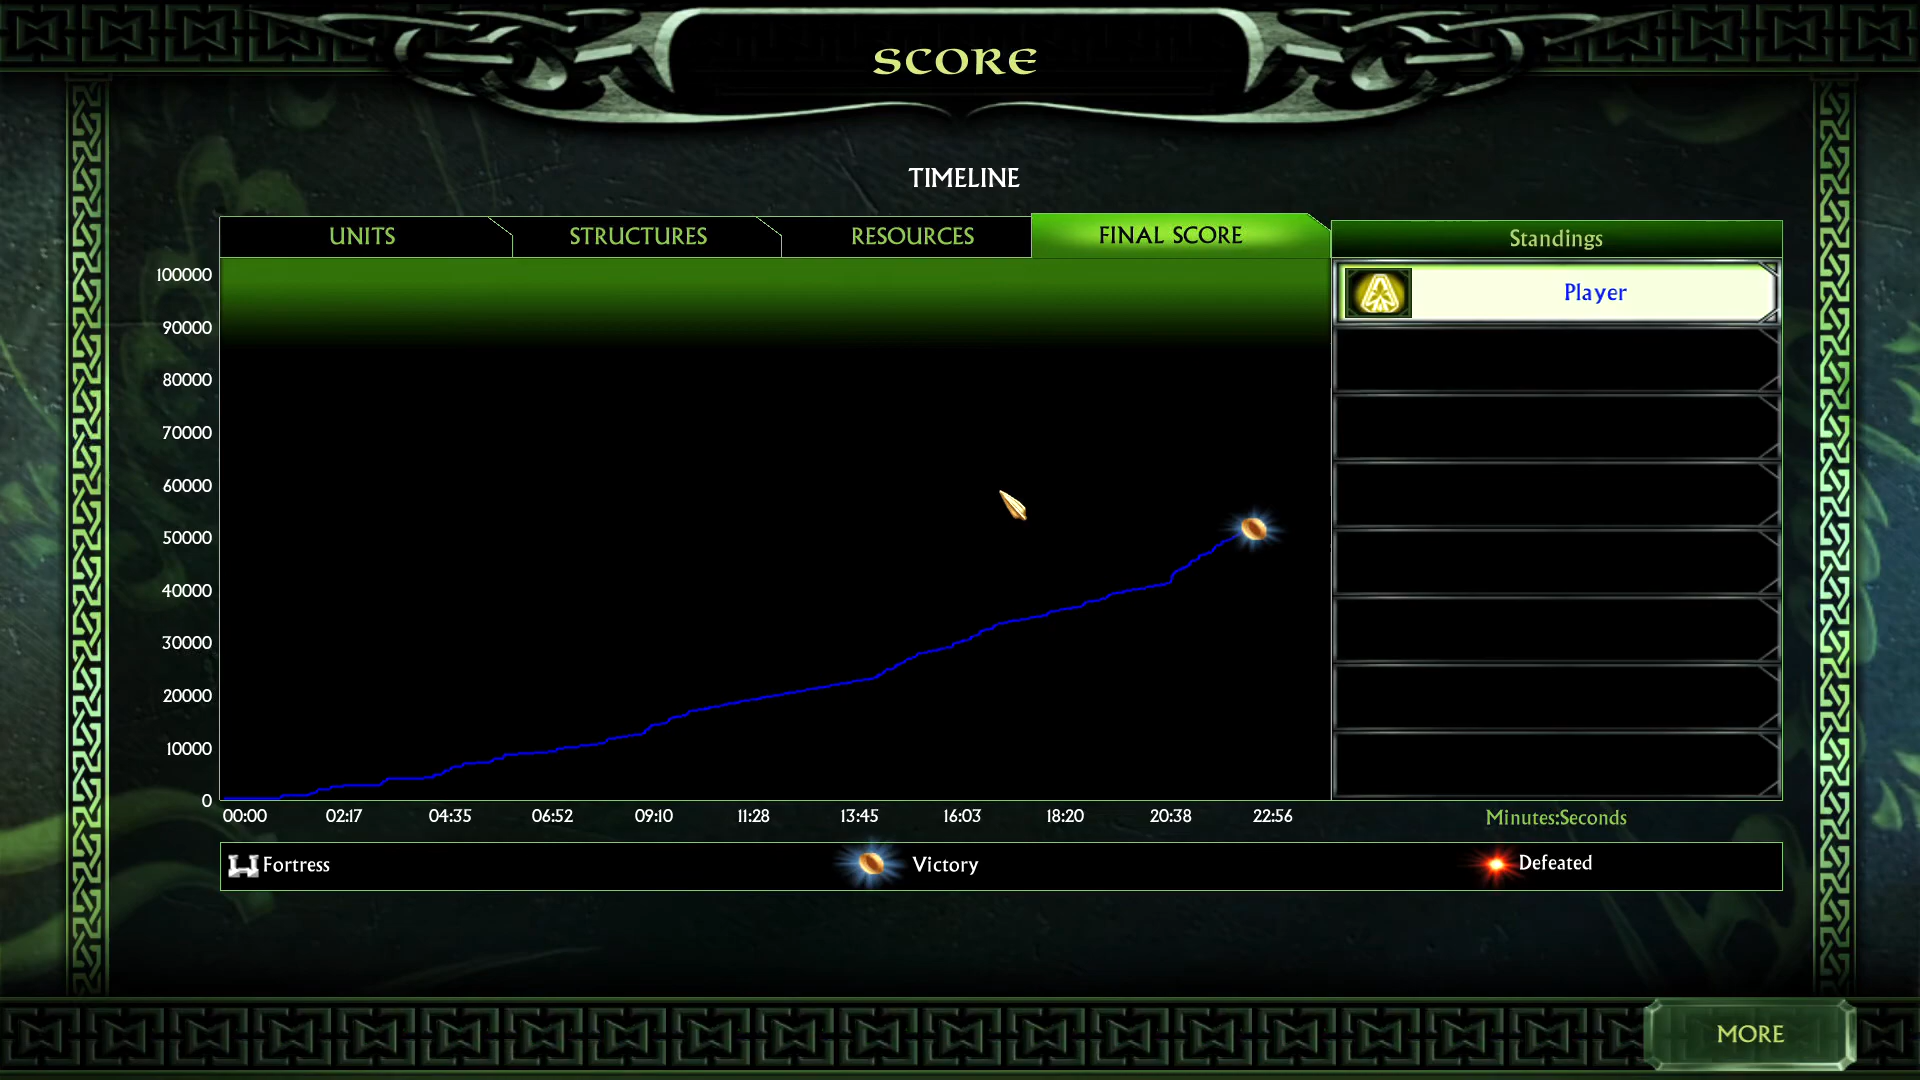 SCORE
TIMELINE
UNITS STRUCTURES RESOURCES FINAL SCORE Standings
Player
100000
90000
80000
70000
60000
50000
40000
30000
20000
10000
0
00:00 02:17 04:35 06:52 09:10 11:28 13:45 16:03 18:20 20:38 22:56 Minutes:Seconds
Fortress Victory Defeated
MORE